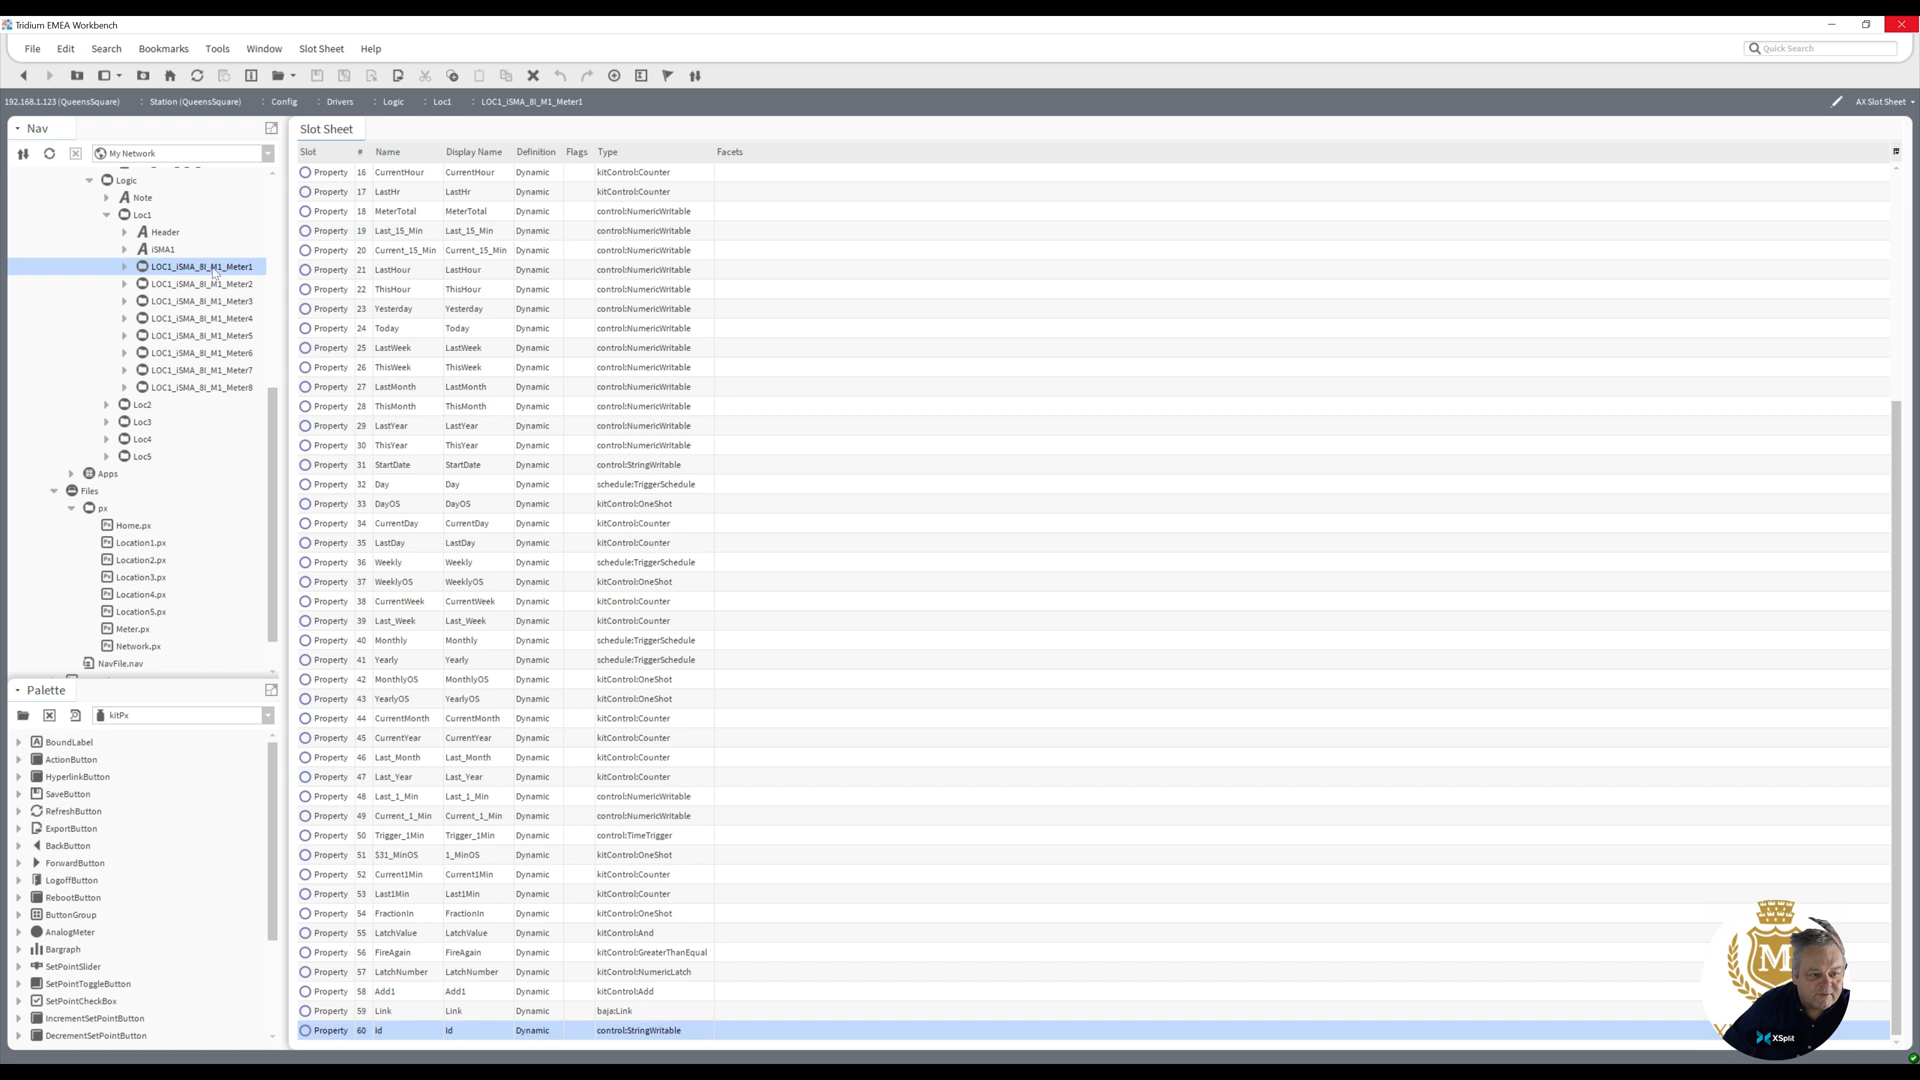 Tridium EMEA Workbench
File Edit Search Bookmarks Tools Window Slot Sheet Help
Quick Search
192.168.1.123 (QueensSquare) : Station (QueensSquare) : Config : Drivers : Logic : Loc1 : LOC1_iSMA_8I_M1_Meter1
AX Slot Sheet
Nav
My Network
Logic
Note
Loc1
Header
iSMA1
LOC1_iSMA_8I_M1_Meter1
LOC1_iSMA_8I_M1_Meter2
LOC1_iSMA_8I_M1_Meter3
LOC1_iSMA_8I_M1_Meter4
LOC1_iSMA_8I_M1_Meter5
LOC1_iSMA_8I_M1_Meter6
LOC1_iSMA_8I_M1_Meter7
LOC1_iSMA_8I_M1_Meter8
Loc2
Loc3
Loc4
Loc5
Apps
Files
px
Home.px
Location1.px
Location2.px
Location3.px
Location4.px
Location5.px
Meter.px
Network.px
NavFile.nav
Palette
kitPx
BoundLabel
ActionButton
HyperlinkButton
SaveButton
RefreshButton
ExportButton
BackButton
ForwardButton
LogoffButton
RebootButton
ButtonGroup
AnalogMeter
Bargraph
SetPointSlider
SetPointToggleButton
SetPointCheckBox
IncrementSetPointButton
DecrementSetPointButton
Slot Sheet
Slot # Name Display Name Definition Flags Type Facets
Property 16 CurrentHour CurrentHour Dynamic kitControl:Counter
Property 17 LastHr LastHr Dynamic kitControl:Counter
Property 18 MeterTotal MeterTotal Dynamic control:NumericWritable
Property 19 Last_15_Min Last_15_Min Dynamic control:NumericWritable
Property 20 Current_15_Min Current_15_Min Dynamic control:NumericWritable
Property 21 LastHour LastHour Dynamic control:NumericWritable
Property 22 ThisHour ThisHour Dynamic control:NumericWritable
Property 23 Yesterday Yesterday Dynamic control:NumericWritable
Property 24 Today Today Dynamic control:NumericWritable
Property 25 LastWeek LastWeek Dynamic control:NumericWritable
Property 26 ThisWeek ThisWeek Dynamic control:NumericWritable
Property 27 LastMonth LastMonth Dynamic control:NumericWritable
Property 28 ThisMonth ThisMonth Dynamic control:NumericWritable
Property 29 LastYear LastYear Dynamic control:NumericWritable
Property 30 ThisYear ThisYear Dynamic control:NumericWritable
Property 31 StartDate StartDate Dynamic control:StringWritable
Property 32 Day Day Dynamic schedule:TriggerSchedule
Property 33 DayOS DayOS Dynamic kitControl:OneShot
Property 34 CurrentDay CurrentDay Dynamic kitControl:Counter
Property 35 LastDay LastDay Dynamic kitControl:Counter
Property 36 Weekly Weekly Dynamic schedule:TriggerSchedule
Property 37 WeeklyOS WeeklyOS Dynamic kitControl:OneShot
Property 38 CurrentWeek CurrentWeek Dynamic kitControl:Counter
Property 39 Last_Week Last_Week Dynamic kitControl:Counter
Property 40 Monthly Monthly Dynamic schedule:TriggerSchedule
Property 41 Yearly Yearly Dynamic schedule:TriggerSchedule
Property 42 MonthlyOS MonthlyOS Dynamic kitControl:OneShot
Property 43 YearlyOS YearlyOS Dynamic kitControl:OneShot
Property 44 CurrentMonth CurrentMonth Dynamic kitControl:Counter
Property 45 CurrentYear CurrentYear Dynamic kitControl:Counter
Property 46 Last_Month Last_Month Dynamic kitControl:Counter
Property 47 Last_Year Last_Year Dynamic kitControl:Counter
Property 48 Last_1_Min Last_1_Min Dynamic control:NumericWritable
Property 49 Current_1_Min Current_1_Min Dynamic control:NumericWritable
Property 50 Trigger_1Min Trigger_1Min Dynamic control:TimeTrigger
Property 51 $31_MinOS 1_MinOS Dynamic kitControl:OneShot
Property 52 Current1Min Current1Min Dynamic kitControl:Counter
Property 53 Last1Min Last1Min Dynamic kitControl:Counter
Property 54 FractionIn FractionIn Dynamic kitControl:OneShot
Property 55 LatchValue LatchValue Dynamic kitControl:And
Property 56 FireAgain FireAgain Dynamic kitControl:GreaterThanEqual
Property 57 LatchNumber LatchNumber Dynamic kitControl:NumericLatch
Property 58 Add1 Add1 Dynamic kitControl:Add
Property 59 Link Link Dynamic baja:Link
Property 60 Id Id Dynamic control:StringWritable
XSplit